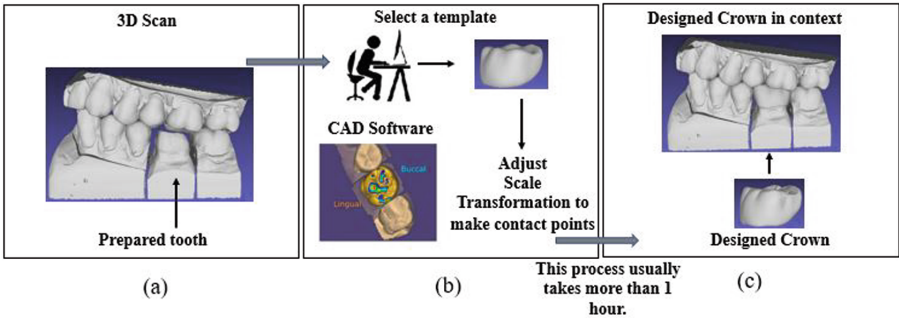 3D Scan
Prepared tooth
(a)
Select a template
CAD Software
Buccal
Lingual
Adjust
Scale
Transformation to
make contact points
(b)
This process usually
takes more than 1
hour.
Designed Crown in context
Designed Crown
(c)